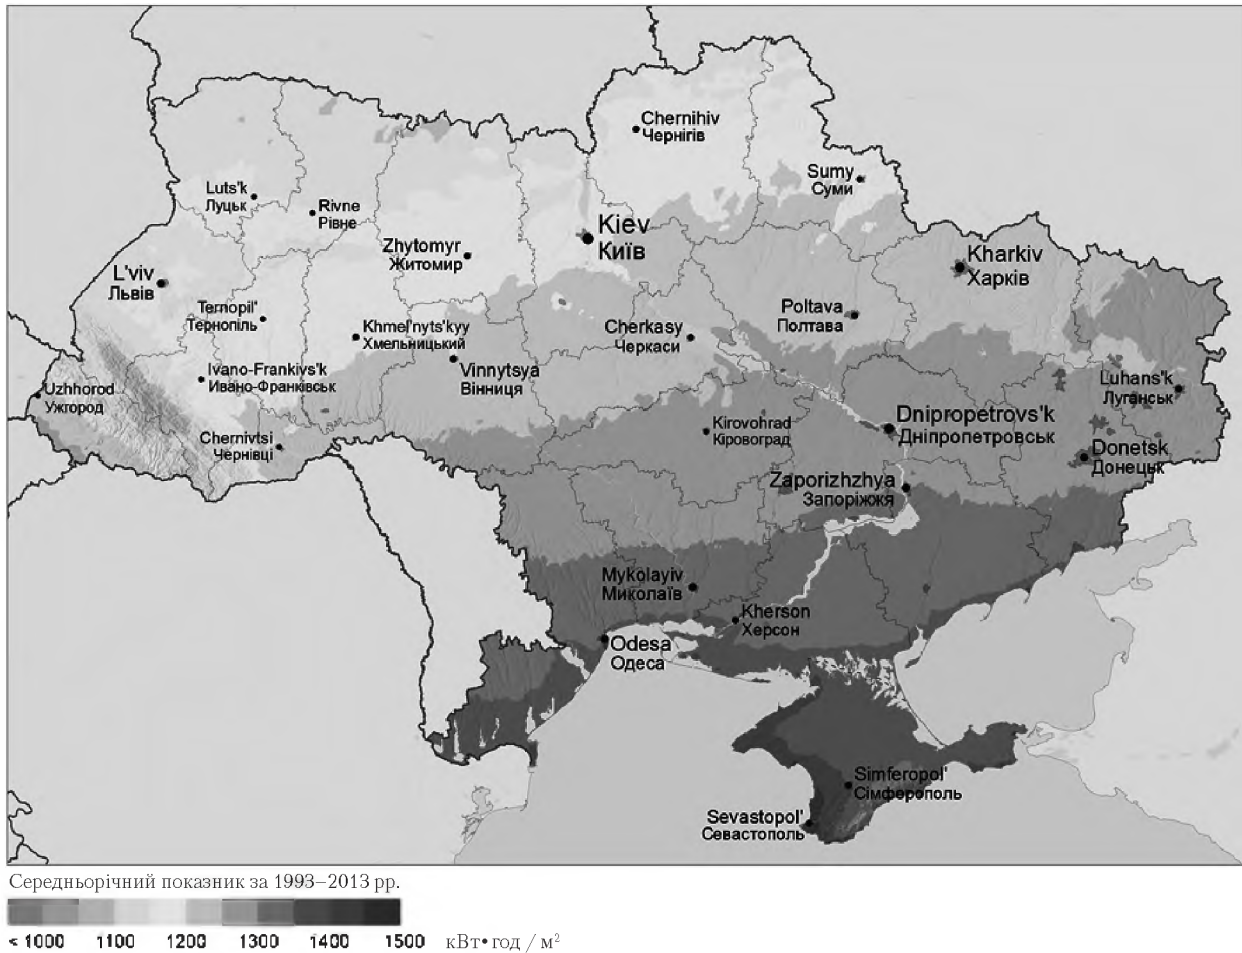 Chernihiv
Чернігів
Sumy
Суми
Luts'k
Луцьк
Rivne
Рівне
Kiev
Київ
Zhytomyr
Житомир
Kharkiv
Харків
L'viv
Львів
Ternopil'
Тернопіль
Poltava
Полтава
Khmel'nyts'kyy
Хмельницький
Cherkasy
Черкаси
Vinnytsya
Вінниця
Ivano-Frankivs'k
Ивано-Франківськ
Uzhhorod
Ужгород
Luhans'k
Луганськ
Dnipropetrovs'k
Дніпропетровськ
Kirovohrad
Кіровоград
Chernivtsi
Чернівці
Donetsk
Донецьк
Zaporizhzhya
Запоріжжя
Mykolayiv
Миколаїв
Kherson
Херсон
Odesa
Одеса
Simferopol'
Сімферополь
Sevastopol'
Севастополь
Середньорічний показник за 1993–2013 рр.
< 1000 1100 1200 1300 1400 1500 кВт•год / м²